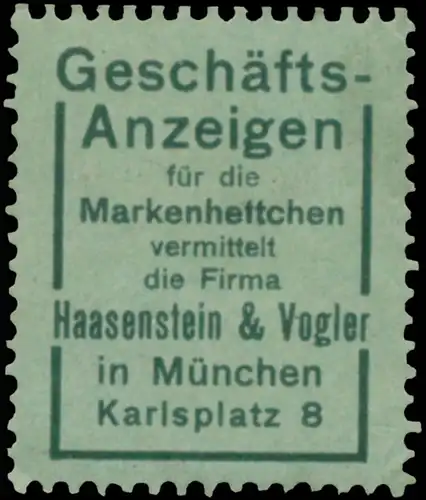 Geschäfts-
Anzeigen
für die
Markenheftchen
vermittelt
die Firma
Haasenstein & Vogler
in München
Karlsplatz 8